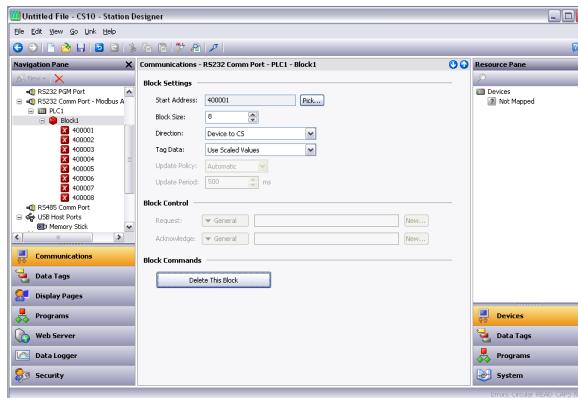 Untitled File - CS10 - Station Designer
File Edit View Go Link Help
Navigation Pane X
New
RS232 PGM Port
RS232 Comm Port - Modbus A
PLC1
Block1
400001
400002
400003
400004
400005
400006
400007
400008
RS485 Comm Port
USB Host Ports
Memory Stick
Communications
Data Tags
Display Pages
Programs
Web Server
Data Logger
Security
Communications - RS232 Comm Port - PLC1 - Block1
Block Settings
Start Address: 400001 Pick...
Block Size: 8
Direction: Device to CS
Tag Data: Use Scaled Values
Update Policy: Automatic
Update Period: 500 ms
Block Control
Request: General New...
Acknowledge: General New...
Block Commands
Delete This Block
Resource Pane
Devices
Not Mapped
Devices
Data Tags
Programs
System
Errors Circular READ CAPS